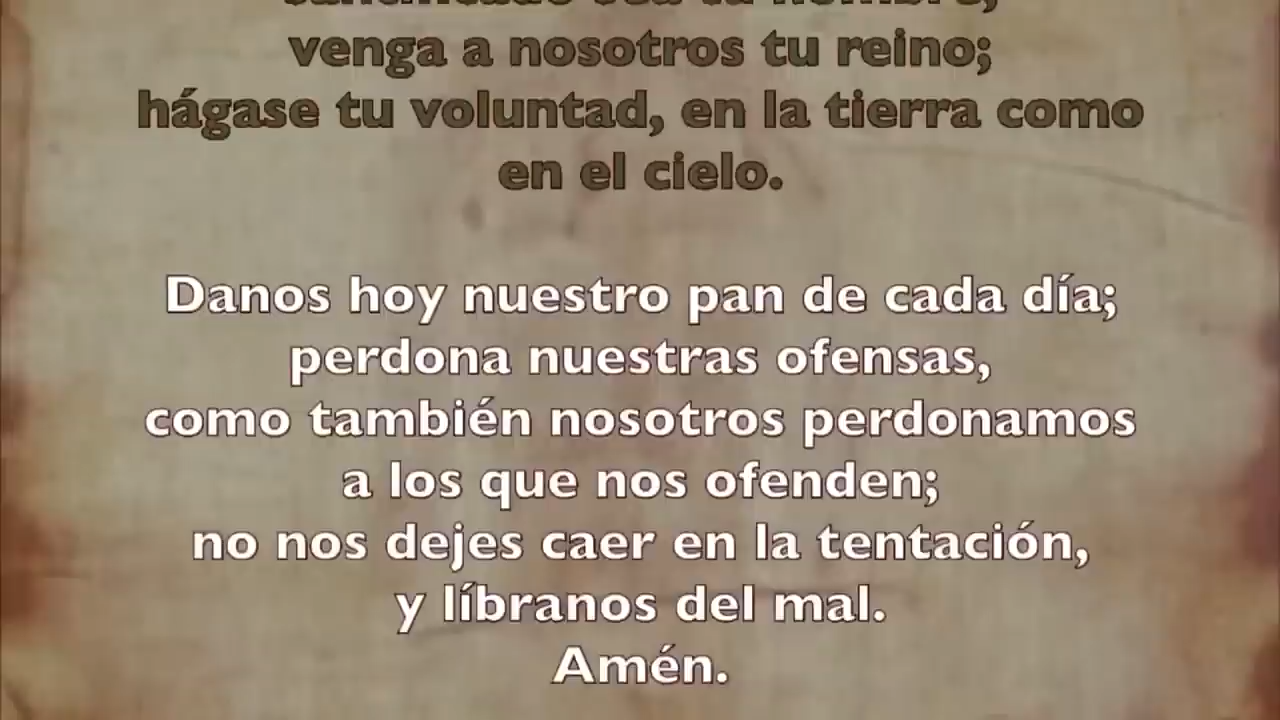 venga a nosotros tu reino;
hágase tu voluntad, en la tierra como
en el cielo.
Danos hoy nuestro pan de cada día;
perdona nuestras ofensas,
como también nosotros perdonamos
a los que nos ofenden;
no nos dejes caer en la tentación,
y líbranos del mal.
Amén.